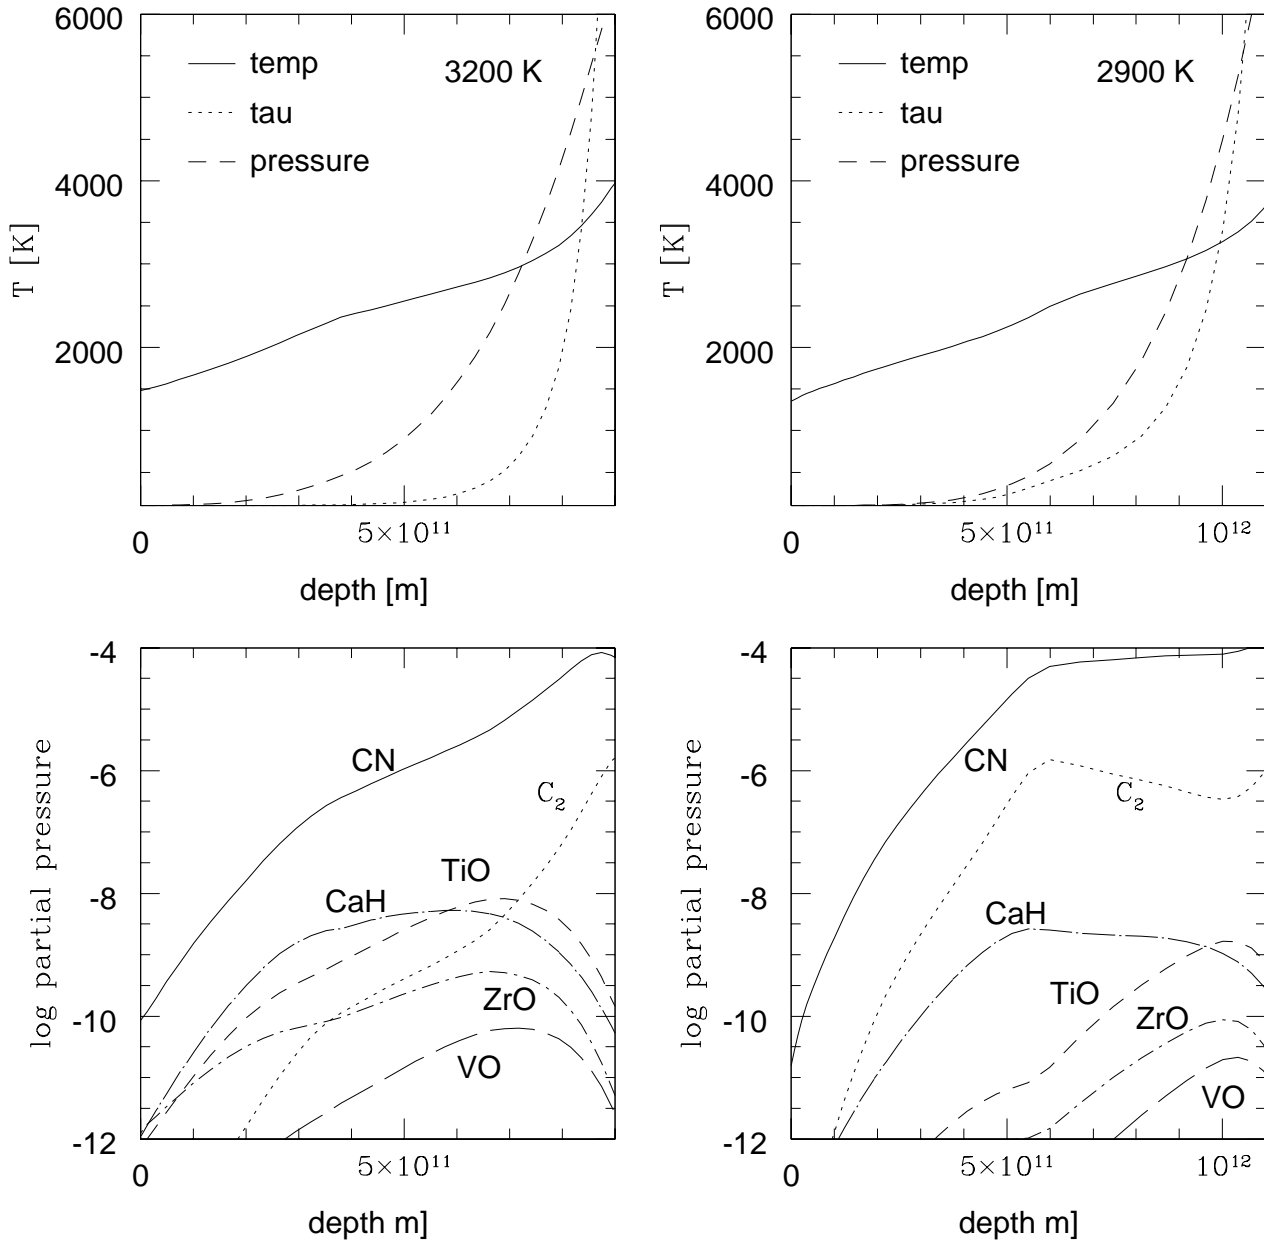 6000
temp
3200 K
tau
pressure
4000
T [K]
2000
0
5×10¹¹
depth [m]
6000
temp
2900 K
tau
pressure
4000
T [K]
2000
0
5×10¹¹
10¹²
depth [m]
-4
CN
-6
C₂
TiO
-8
CaH
log partial pressure
ZrO
-10
VO
-12
0
5×10¹¹
depth m]
-4
CN
-6
C₂
-8
CaH
log partial pressure
TiO
ZrO
-10
VO
-12
0
5×10¹¹
10¹²
depth m]